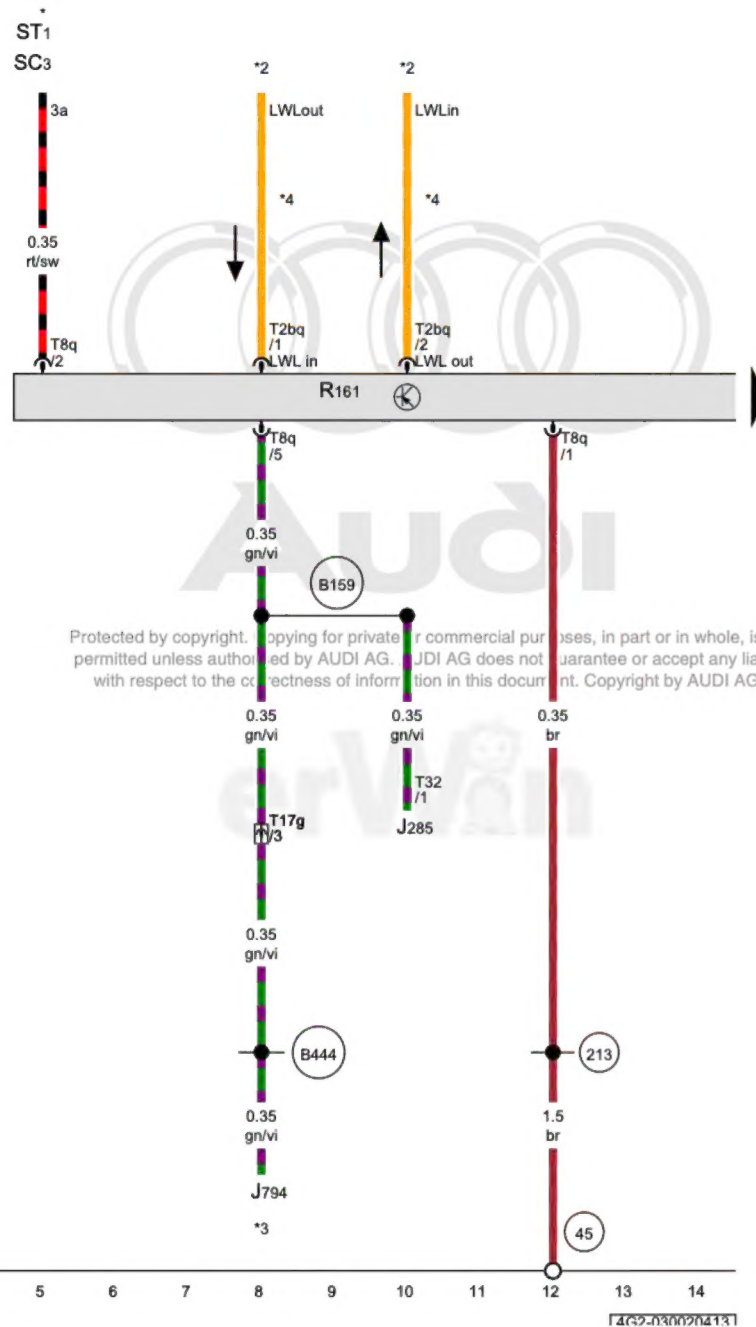 *
ST1
SC3
*2
*2
3a
LWLout
LWLin
*4
*4
0.35
rt/sw
T8q
/2
T2bq
/1
LWL in
T2bq
/2
LWL out
R161
T8q
/5
T8q
/1
0.35
gn/vi
B159
Audi
Protected by copyright. opying for private r commercial pur oses, in part or in whole, is
permitted unless author sed by AUDI AG. UDI AG does not uarantee or accept any lia
with respect to the co rectness of inform tion in this docum nt. Copyright by AUDI AG
0.35
gn/vi
0.35
gn/vi
0.35
br
erWin
T32
/1
J285
T17g
/3
0.35
gn/vi
B444
213
0.35
gn/vi
1.5
br
J794
*3
45
5 6 7 8 9 10 11 12 13 14
4G2-030020413